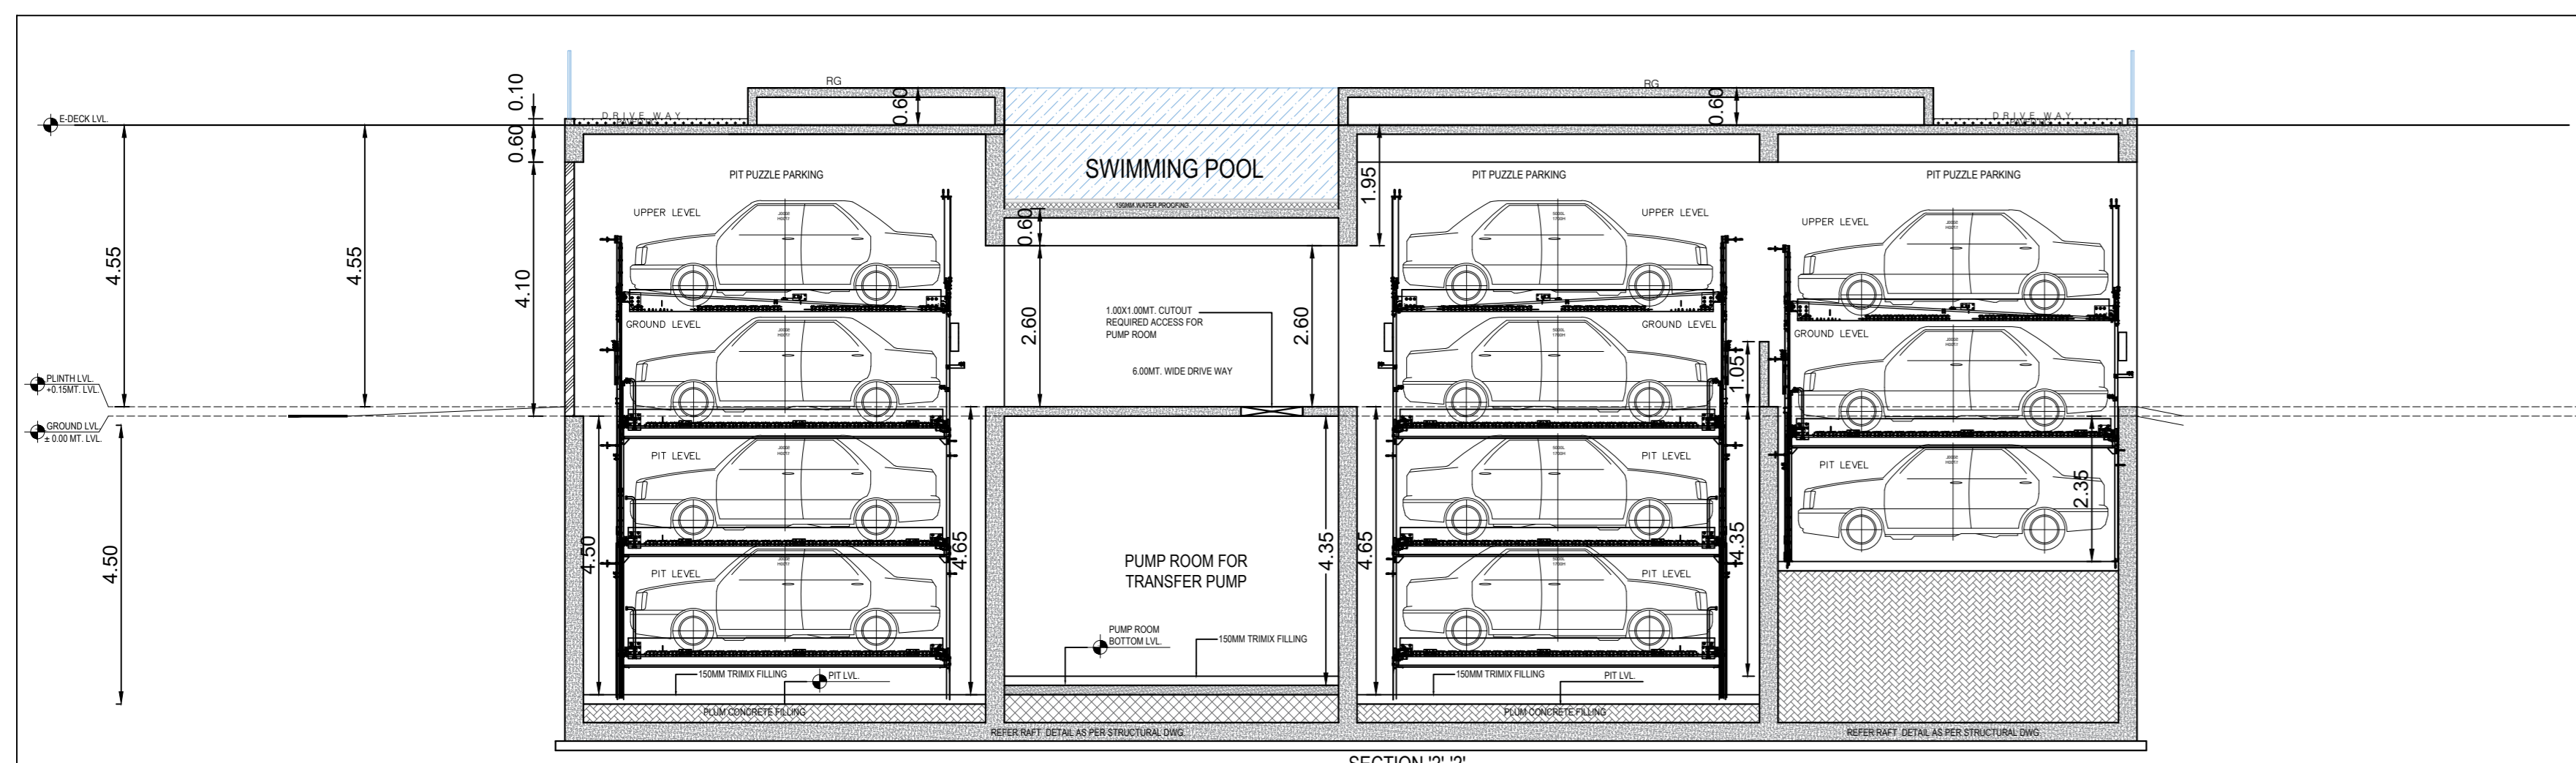 RG
RG
0.10
0.60
0.60
0.60
E-DECK LVL.
DRIVE WAY
DRIVE WAY
PIT PUZZLE PARKING
SWIMMING POOL
PIT PUZZLE PARKING
PIT PUZZLE PARKING
1.95
150MM WATER PROOFING
UPPER LEVEL
UPPER LEVEL
UPPER LEVEL
0.60
4.55
4.55
4.10
2.60
1.00X1.00MT. CUTOUT
REQUIRED ACCESS FOR
PUMP ROOM
2.60
GROUND LEVEL
GROUND LEVEL
GROUND LEVEL
6.00MT. WIDE DRIVE WAY
1.05
PLINTH LVL.
+0.15MT. LVL.
GROUND LVL.
± 0.00 MT. LVL.
PIT LEVEL
PIT LEVEL
PIT LEVEL
2.35
4.50
4.50
4.65
PUMP ROOM FOR
TRANSFER PUMP
4.35
4.65
4.35
PIT LEVEL
PIT LEVEL
PUMP ROOM
BOTTOM LVL.
150MM TRIMIX FILLING
150MM TRIMIX FILLING
PIT LVL.
150MM TRIMIX FILLING
PIT LVL.
PLUM CONCRETE FILLING
PLUM CONCRETE FILLING
REFER RAFT DETAIL AS PER STRUCTURAL DWG.
REFER RAFT DETAIL AS PER STRUCTURAL DWG.